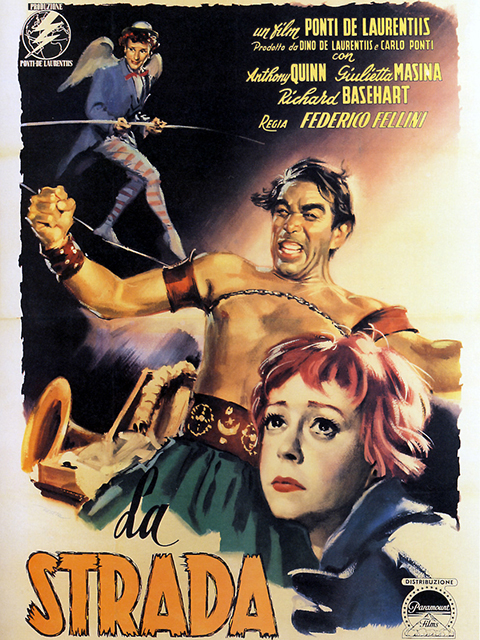 PRODUZIONE
PONTI-DE LAURENTIIS
un film PONTI DE LAURENTIIS
Prodotto da DINO DE LAURENTIIS e CARLO PONTI
con
Anthony QUINN Giulietta MASINA
Richard BASEHART
REGIA FEDERICO FELLINI
La
STRADA
DISTRIBUZIONE
Paramount
Films